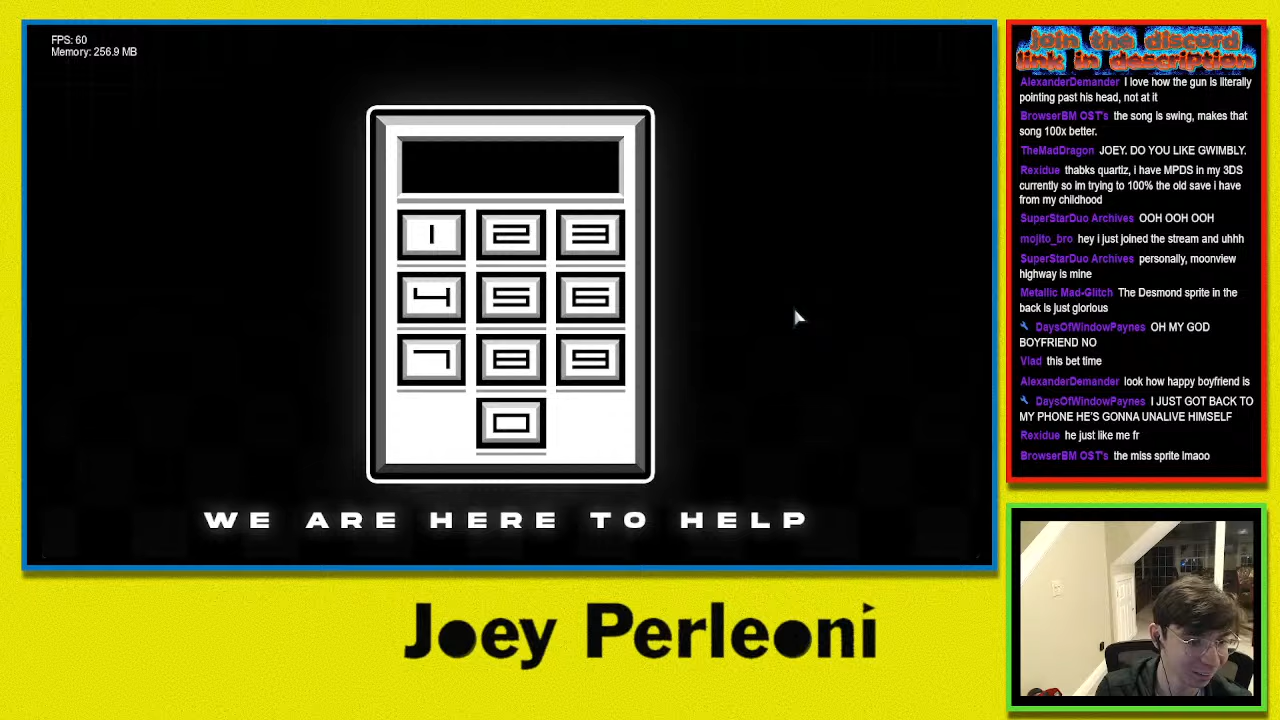 FPS: 60
Memory: 256.9 MB
1 2 3
4 5 6
7 8 9
0
WE ARE HERE TO HELP
Joey Perleoni
join the discord
link in description
AlexanderDemander I love how the gun is literally
pointing past his head, not at it
BrowserBM OST's the song is swing, makes that
song 100x better.
TheMadDragon JOEY. DO YOU LIKE GWIMBLY.
Rexidue thabks quartiz, i have MPDS in my 3DS
currently so im trying to 100% the old save i have
from my childhood
SuperStarDuo Archives OOH OOH OOH
mojito_bro hey i just joined the stream and uhhh
SuperStarDuo Archives personally, moonview
highway is mine
Metallic Mad-Glitch The Desmond sprite in the
back is just glorious
DaysOfWindowPaynes OH MY GOD
BOYFRIEND NO
Vlad this bet time
AlexanderDemander look how happy boyfriend is
DaysOfWindowPaynes I JUST GOT BACK TO
MY PHONE HE'S GONNA UNALIVE HIMSELF
Rexidue he just like me fr
BrowserBM OST's the miss sprite lmaoo